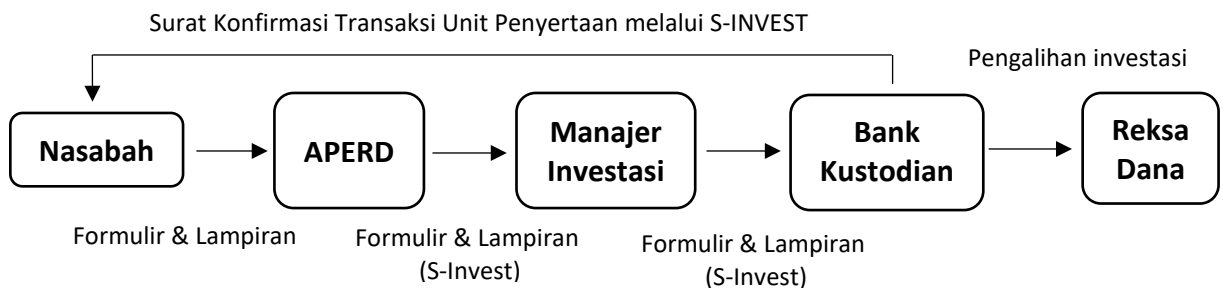 Surat Konfirmasi Transaksi Unit Penyertaan melalui S-INVEST
Pengalihan investasi
Nasabah
APERD
Manajer
Investasi
Bank
Kustodian
Reksa
Dana
Formulir & Lampiran
Formulir & Lampiran
(S-Invest)
Formulir & Lampiran
(S-Invest)